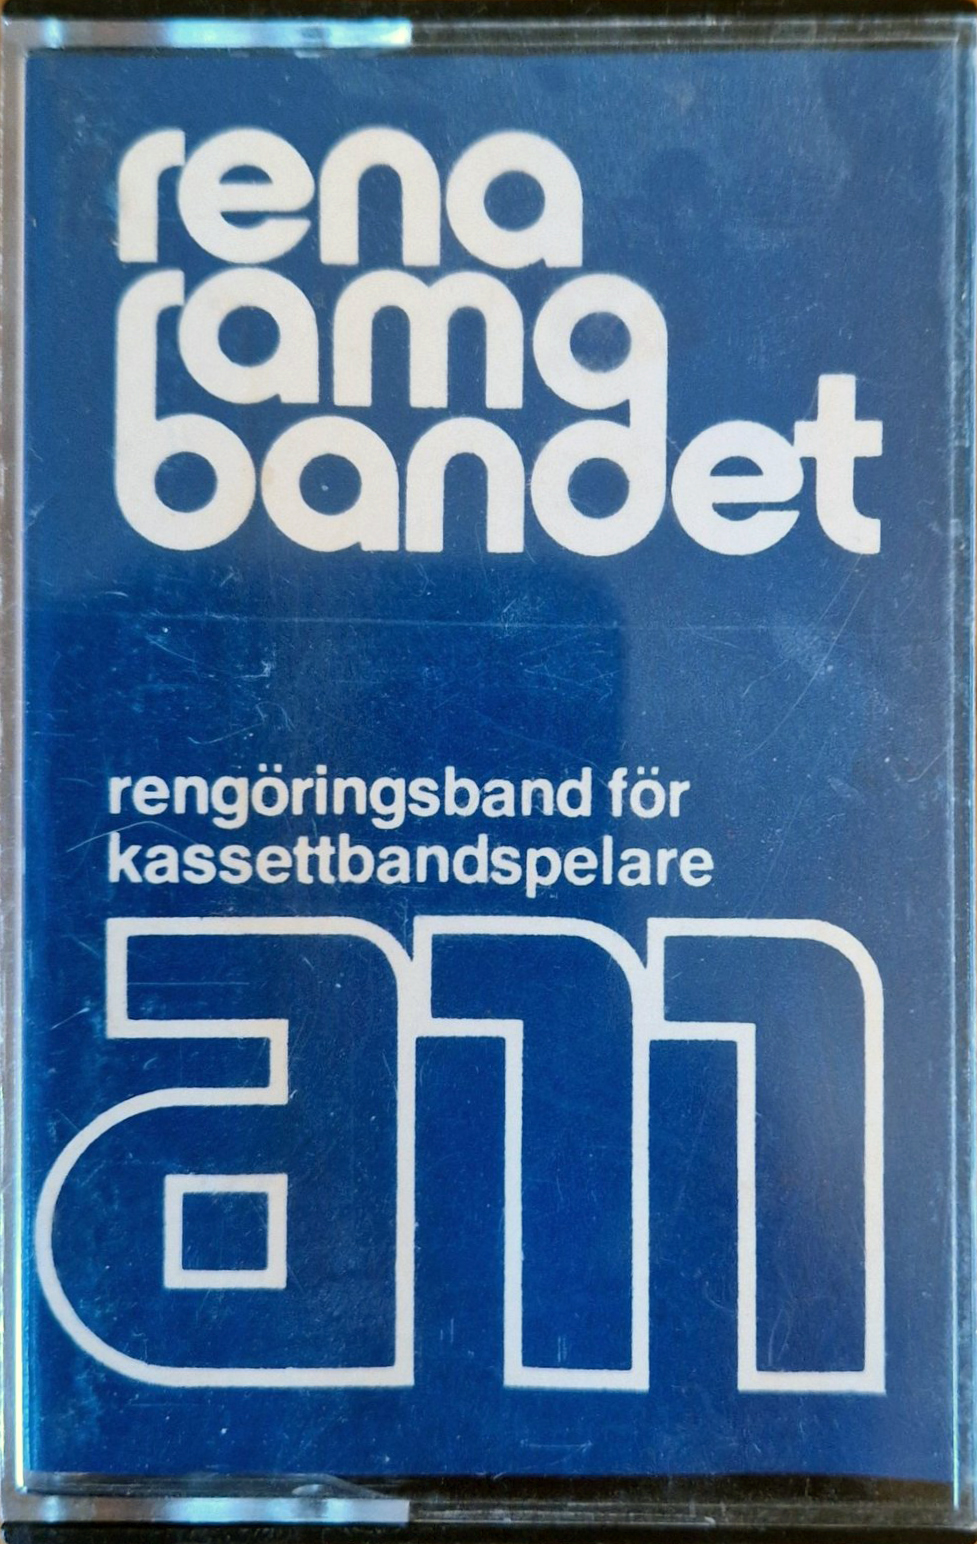 rena
rama
bandet
rengöringsband för
kassettbandspelare
am